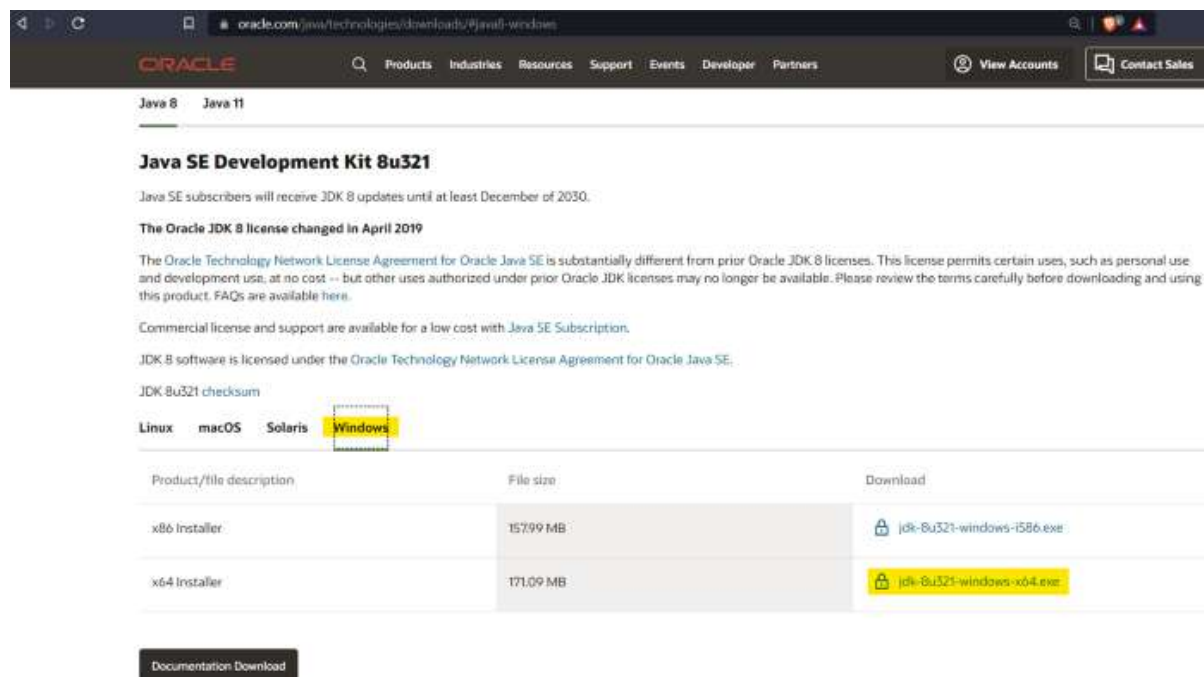 oracle.com/java/technologies/downloads/#java8-windows
ORACLE Products Industries Resources Support Events Developer Partners View Accounts Contact Sales
Java 8 Java 11
Java SE Development Kit 8u321
Java SE subscribers will receive JDK 8 updates until at least December of 2030.
The Oracle JDK 8 license changed in April 2019
The Oracle Technology Network License Agreement for Oracle Java SE is substantially different from prior Oracle JDK 8 licenses. This license permits certain uses, such as personal use
and development use, at no cost -- but other uses authorized under prior Oracle JDK licenses may no longer be available. Please review the terms carefully before downloading and using
this product. FAQs are available here.
Commercial license and support are available for a low cost with Java SE Subscription.
JDK 8 software is licensed under the Oracle Technology Network License Agreement for Oracle Java SE.
JDK 8u321 checksum
Linux macOS Solaris Windows
Product/file description File size Download
x86 Installer 157.99 MB jdk-8u321-windows-i586.exe
x64 Installer 171.09 MB jdk-8u321-windows-x64.exe
Documentation Download